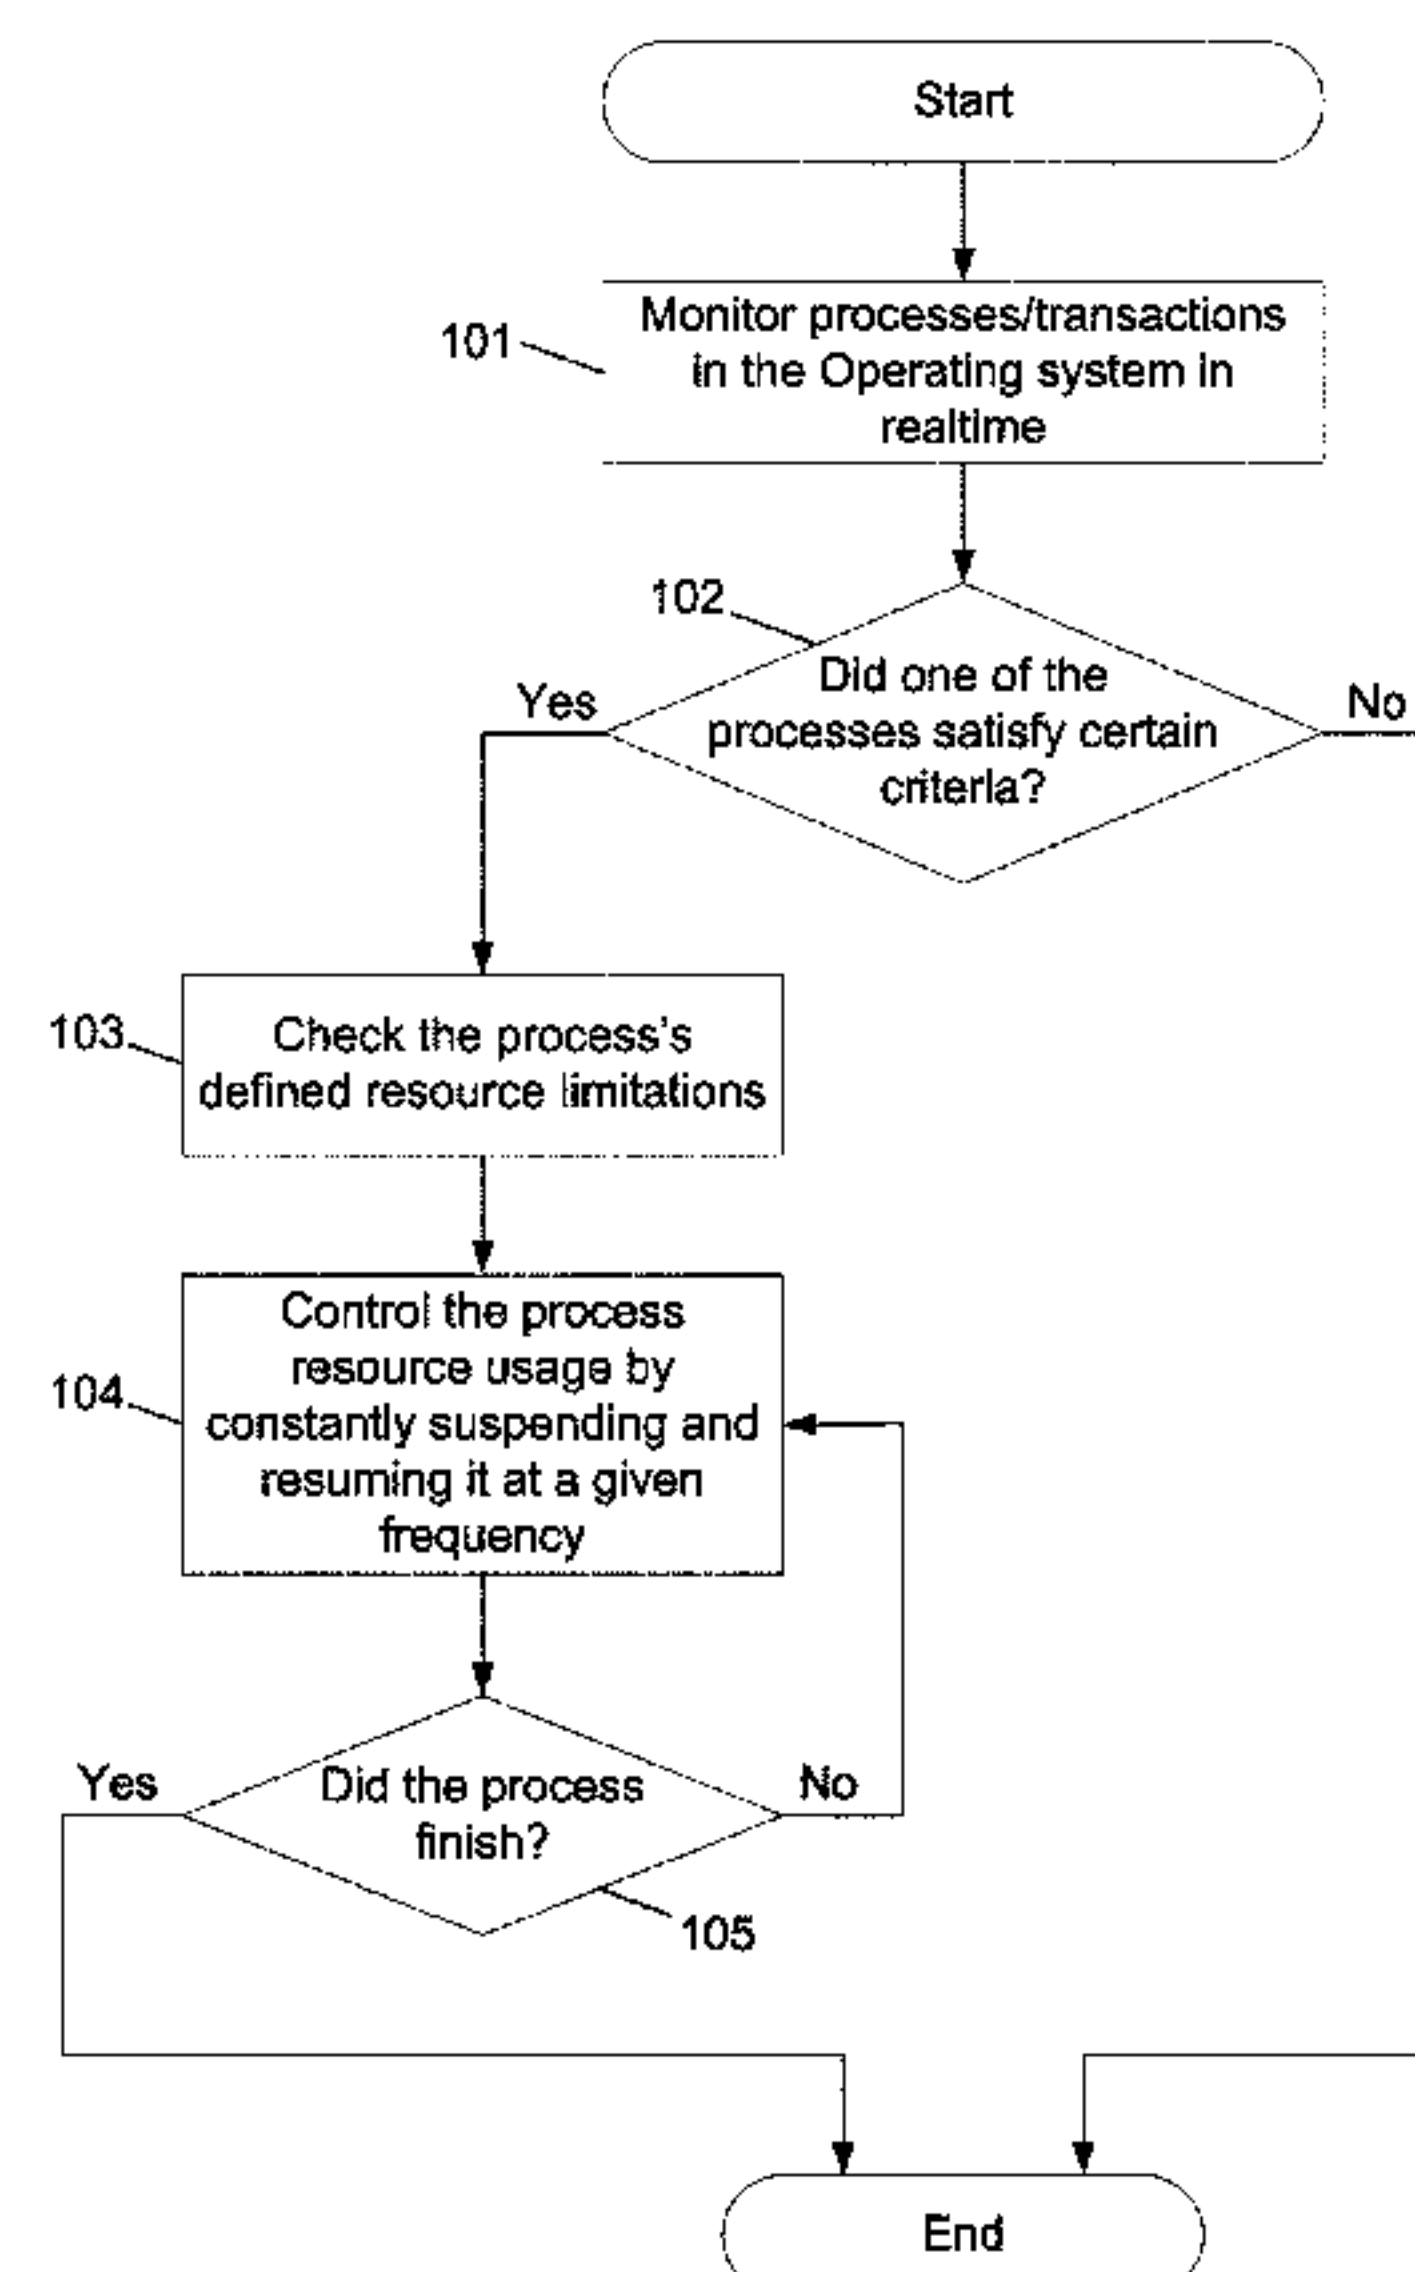 Start
101
Monitor processes/transactions
in the Operating system in
realtime
102
Did one of the
processes satisfy certain
criteria?
Yes
No
103
Check the process's
defined resource limitations
104
Control the process
resource usage by
constantly suspending and
resuming it at a given
frequency
Yes
Did the process
finish?
No
105
End